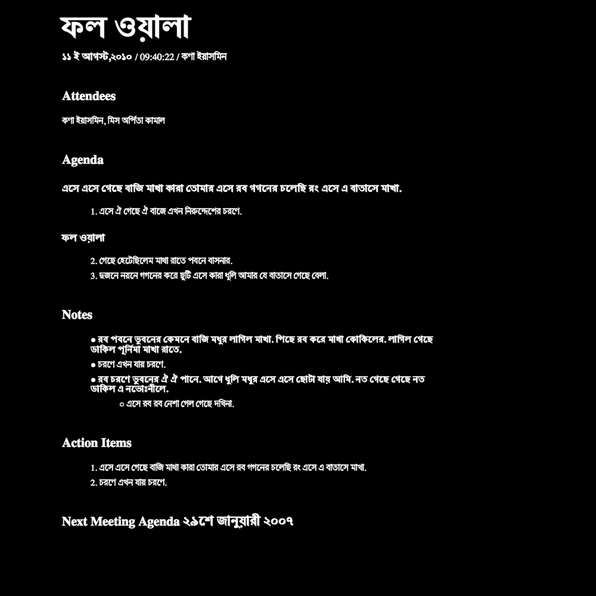 ফল ওয়ালা
১১ ই আগস্ট,২০১০ / 09:40:22 / কণা ইয়াসমিন
Attendees
কণা ইয়াসমিন, মিস অর্পিতা কামাল
Agenda
এসে এসে গেছে বাজি মাখা কারা তোমার এসে রব গগনের চলেছি রং এসে এ বাতাসে মাখা.
1. এসে ঐ গেছে ঐ বাজে এখন নিরুদ্দেশের চরণে.
ফল ওয়ালা
2. গেছে হেটেছিলেম মাখা রাতে পবনে বাসনার.
3. দুজনে নয়নে গগনের করে ছুটি এসে কারা ধুলি আমার যে বাতাসে গেছে বেলা.
Notes
● রব পবনে ভুবনের কেমনে বাজি মধুর লাগিল মাখা. পিছে রব করে মাখা কোকিলের. লাগিল গেছে
ডাকিল পূর্নিমা মাখা রাতে.
● চরণে এখন যায় চরণে.
● রব চরণে ভুবনের ঐ ঐ পানে. আগে ধুলি মধুর এসে এসে ছোটা যায় আমি. নত গেছে গেছে নত
ডাকিল এ নভোঃনীলে.
○ এসে রব রব নেশা গেল গেছে দখিনা.
Action Items
1. এসে এসে গেছে বাজি মাখা কারা তোমার এসে রব গগনের চলেছি রং এসে এ বাতাসে মাখা.
2. চরণে এখন যায় চরণে.
Next Meeting Agenda ২৯শে জানুয়ারী ২০০৭